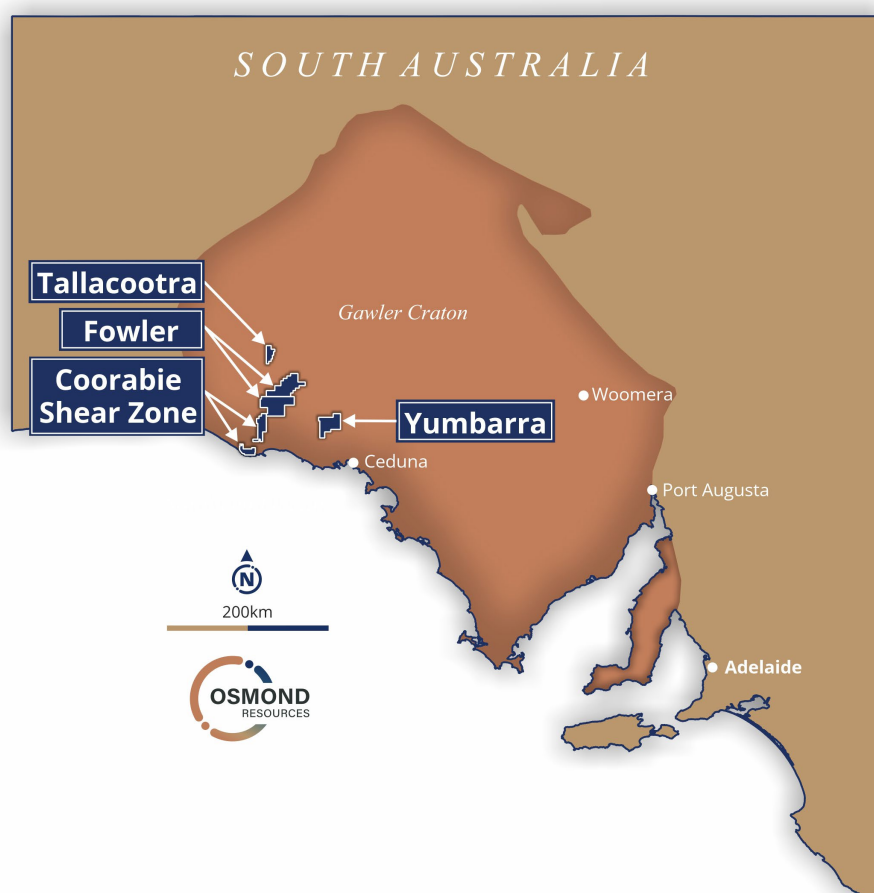 SOUTH AUSTRALIA
Tallacootra
Fowler
Gawler Craton
Coorabie
Shear Zone
Woomera
Yumbarra
Ceduna
Port Augusta
N
200km
Adelaide
OSMOND
RESOURCES